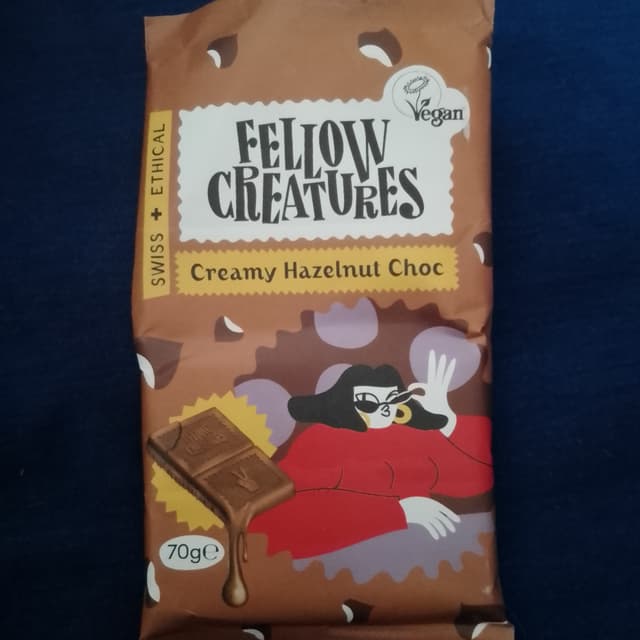 Vegan
FELLOW
CREATURES
SWISS + ETHICAL
Creamy Hazelnut Choc
70g℮